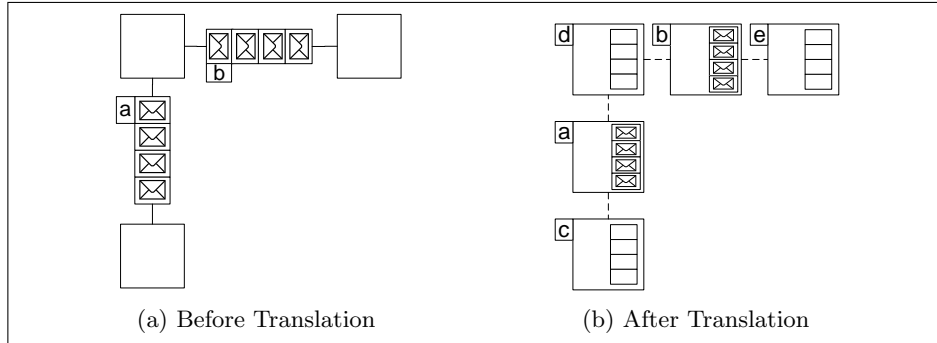 d b e
b
a
a
c
(a) Before Translation
(b) After Translation